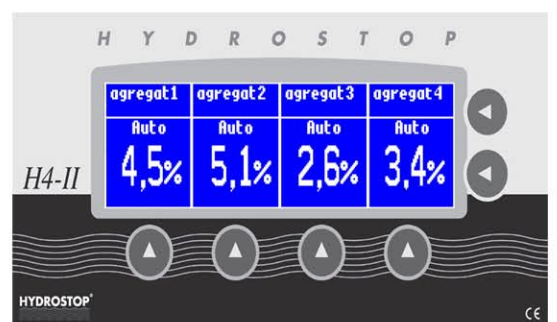 HYDROSTOP
agregat1 agregat2 agregat3 agregat4
Auto Auto Auto Auto
4,5% 5,1% 2,6% 3,4%
H4-II
HYDROSTOP®
CE